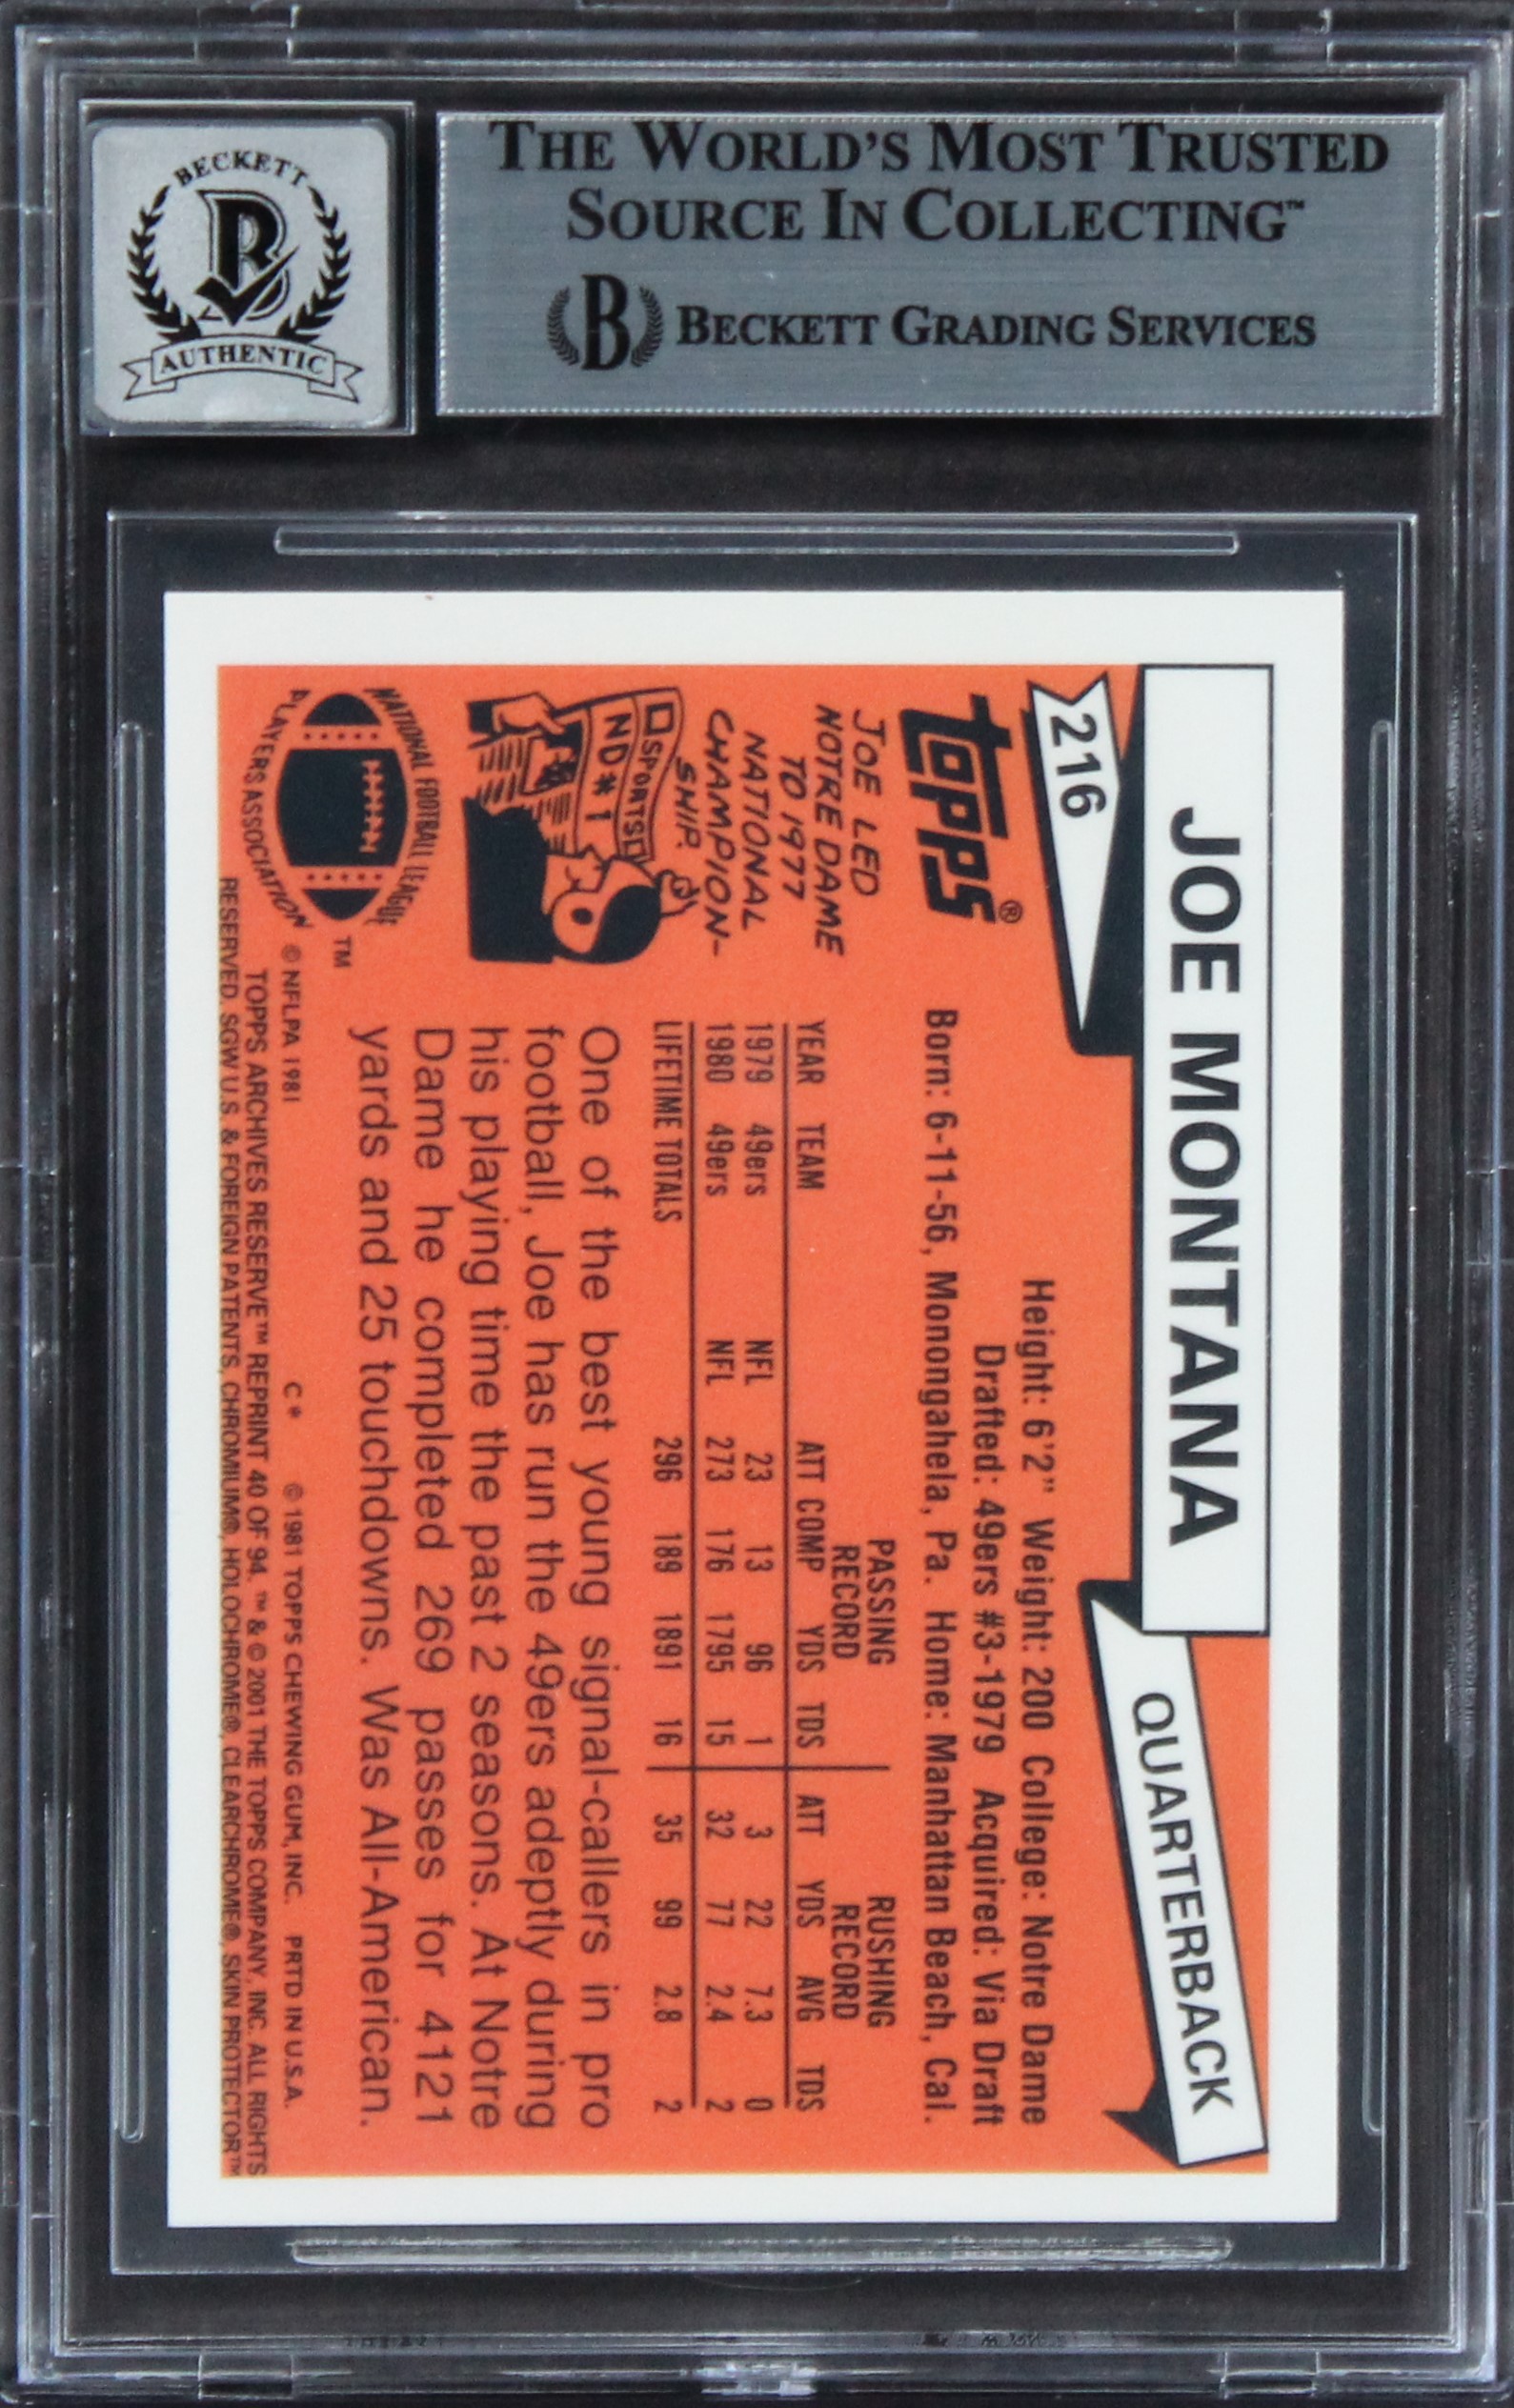 BECKETT
B
AUTHENTIC
THE WORLD'S MOST TRUSTED
SOURCE IN COLLECTING™
B BECKETT GRADING SERVICES
JOE MONTANA
QUARTERBACK
216
topps®
Height: 6'2" Weight: 200 College: Notre Dame
Drafted: 49ers #3-1979 Acquired: Via Draft
Born: 6-11-56, Monongahela, Pa. Home: Manhattan Beach, Cal.
JOE LED
NOTRE DAME
TO 1977
NATIONAL
CHAMPION-
SHIP.
SPORTS
ND #1
PASSING RECORD RUSHING RECORD
YEAR TEAM ATT COMP YDS TDS ATT YDS AVG TDS
1979 49ers NFL 23 13 96 1 3 22 7.3 0
1980 49ers NFL 273 176 1795 15 32 77 2.4 2
LIFETIME TOTALS 296 189 1891 16 35 99 2.8 2
One of the best young signal-callers in pro
football, Joe has run the 49ers adeptly during
his playing time the past 2 seasons. At Notre
Dame he completed 269 passes for 4121
yards and 25 touchdowns. Was All-American.
NATIONAL FOOTBALL LEAGUE
PLAYERS ASSOCIATION
™
© NFLPA 1981 C* © 1981 TOPPS CHEWING GUM, INC. PRTD IN U.S.A.
TOPPS ARCHIVES RESERVE™ REPRINT 40 OF 94. ™ & © 2001 THE TOPPS COMPANY, INC. ALL RIGHTS
RESERVED. SGW U.S. & FOREIGN PATENTS, CHROMIUM®, HOLOCHROME®, CLEARCHROME®, SKIN PROTECTOR™